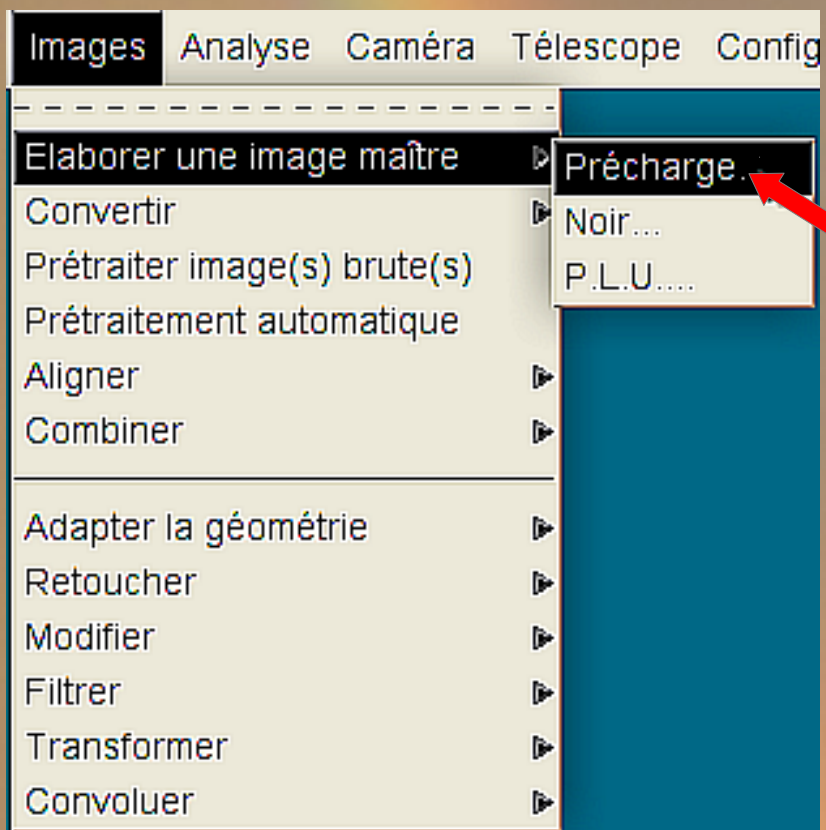 Images Analyse Caméra Télescope Config
Elaborer une image maître
Précharge...
Convertir
Noir...
Prétraiter image(s) brute(s)
P.L.U....
Prétraitement automatique
Aligner
Combiner
Adapter la géométrie
Retoucher
Modifier
Filtrer
Transformer
Convoluer